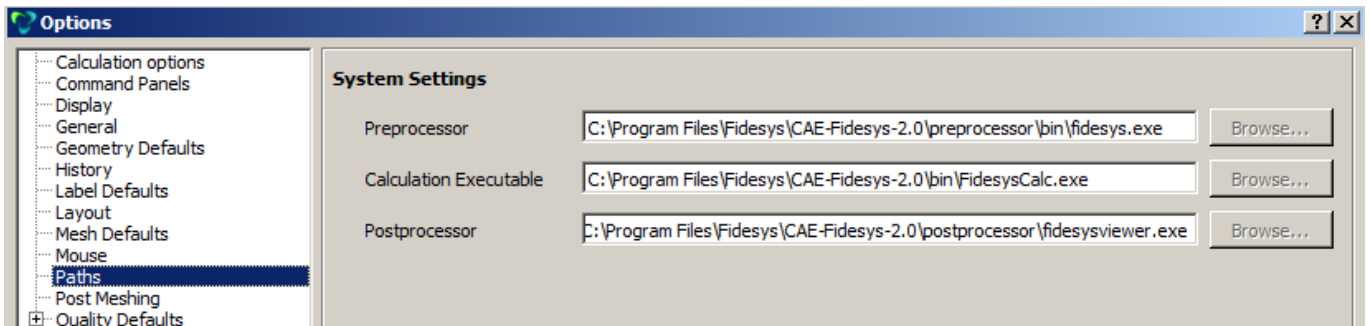 Options
Calculation options
Command Panels
Display
General
Geometry Defaults
History
Label Defaults
Layout
Mesh Defaults
Mouse
Paths
Post Meshing
Quality Defaults
System Settings
Preprocessor C:\Program Files\Fidesys\CAE-Fidesys-2.0\preprocessor\bin\fidesys.exe Browse...
Calculation Executable C:\Program Files\Fidesys\CAE-Fidesys-2.0\bin\FidesysCalc.exe Browse...
Postprocessor C:\Program Files\Fidesys\CAE-Fidesys-2.0\postprocessor\fidesysviewer.exe Browse...